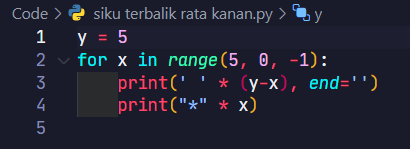 Code > siku terbalik rata kanan.py > y
1 y = 5
2 for x in range(5, 0, -1):
3     print(' ' * (y-x), end='')
4     print("*" * x)
5